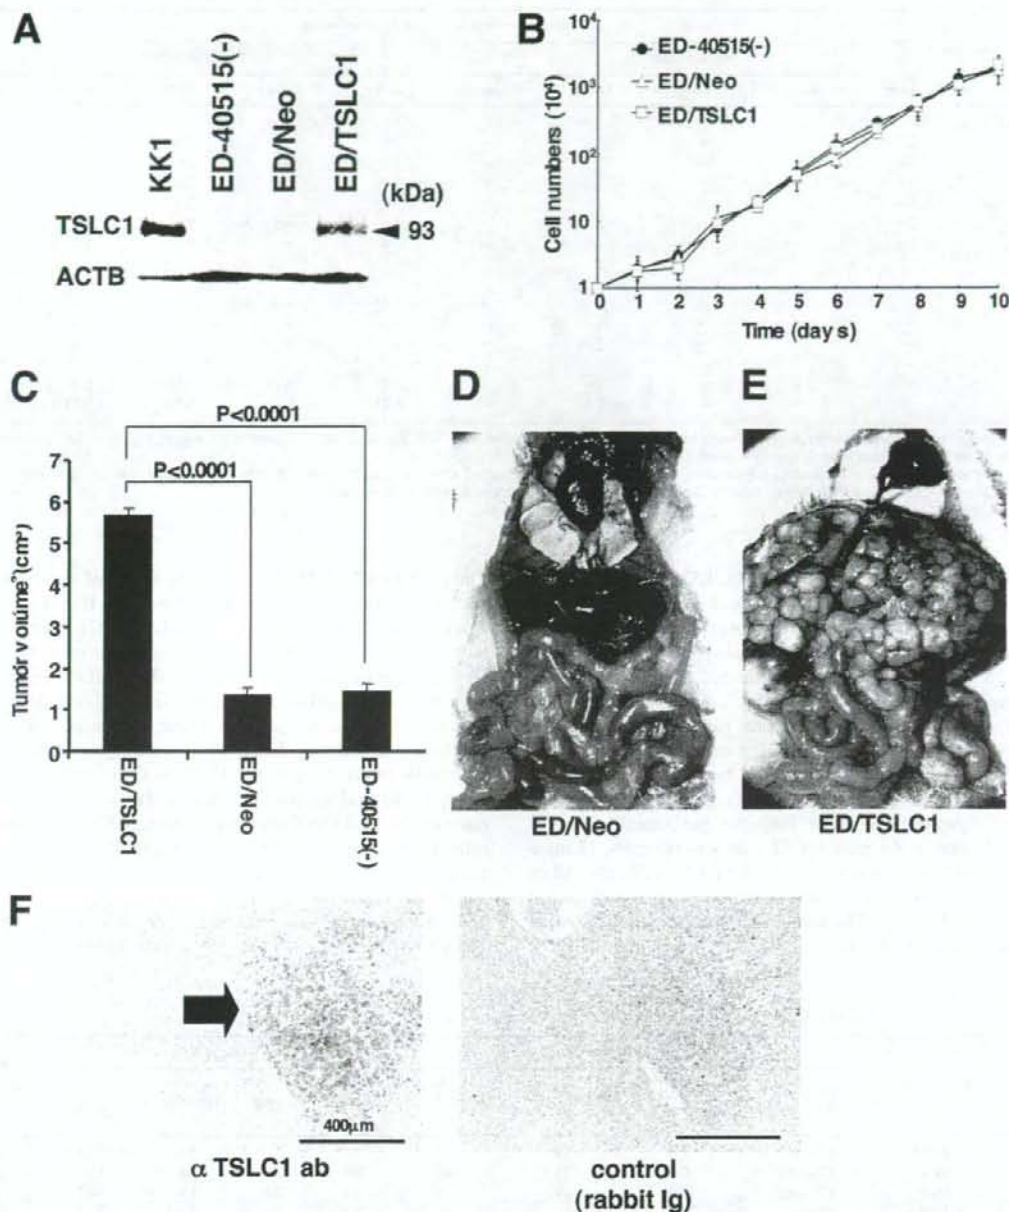 A
KK1
ED-40515(-)
ED/Neo
ED/TSLC1
(kDa)
TSLC1
93
ACTB
B
Cell numbers (10⁴)
10⁴
10³
10²
10
1
ED-40515(-)
ED/Neo
ED/TSLC1
0 1 2 3 4 5 6 7 8 9 10
Time (day s)
C
P<0.0001
P<0.0001
Tumor volume (cm³)
7
6
5
4
3
2
1
0
ED/TSLC1
ED/Neo
ED-40515(-)
D
ED/Neo
E
ED/TSLC1
F
400μm
α TSLC1 ab
control
(rabbit Ig)